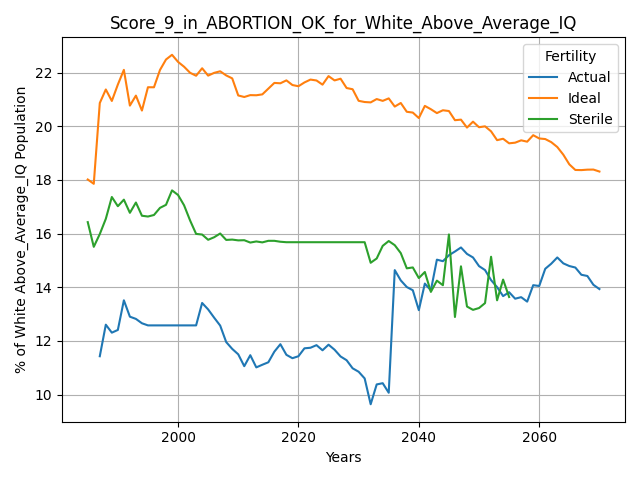 Score_9_in_ABORTION_OK_for_White_Above_Average_IQ
% of White Above_Average_IQ Population
22
20
18
16
14
12
10
Fertility
Actual
Ideal
Sterile
2000
2020
2040
2060
Years